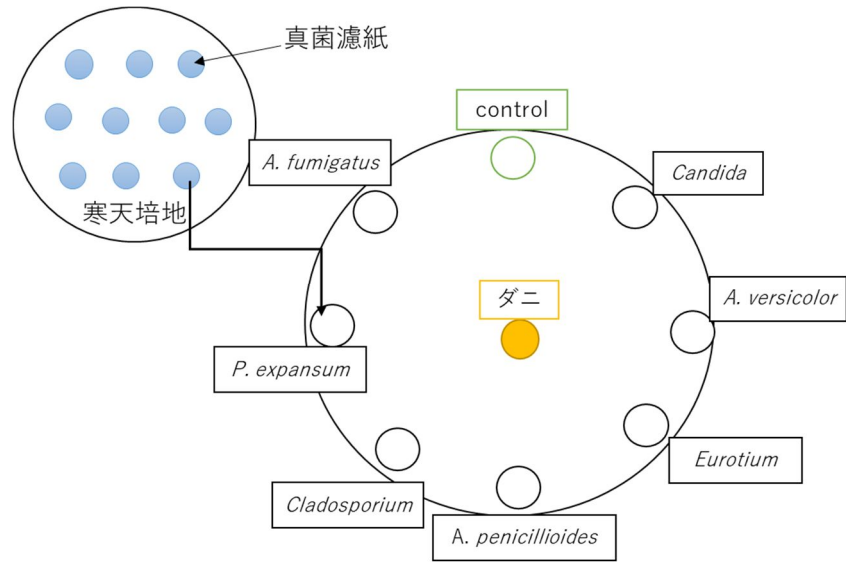 真菌濾紙
control
A. fumigatus
Candida
寒天培地
ダニ
A. versicolor
P. expansum
Eurotium
Cladosporium
A. penicillioides